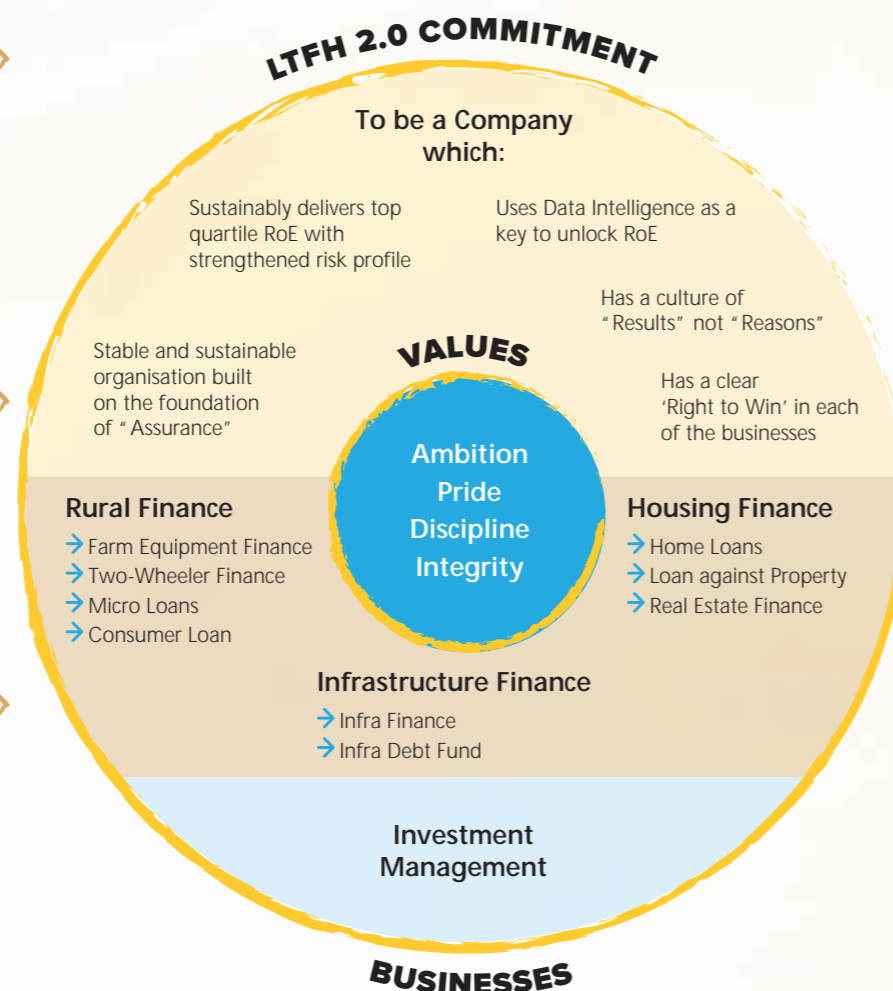 LTFH 2.0 COMMITMENT
To be a Company
which:
Sustainably delivers top
quartile RoE with
strengthened risk profile
Uses Data Intelligence as a
key to unlock RoE
Has a culture of
“Results” not “Reasons”
Stable and sustainable
organisation built
on the foundation
of “Assurance”
Has a clear
‘Right to Win’ in each
of the businesses
VALUES
Ambition
Pride
Discipline
Integrity
Rural Finance
→ Farm Equipment Finance
→ Two-Wheeler Finance
→ Micro Loans
→ Consumer Loan
Housing Finance
→ Home Loans
→ Loan against Property
→ Real Estate Finance
Infrastructure Finance
→ Infra Finance
→ Infra Debt Fund
Investment
Management
BUSINESSES